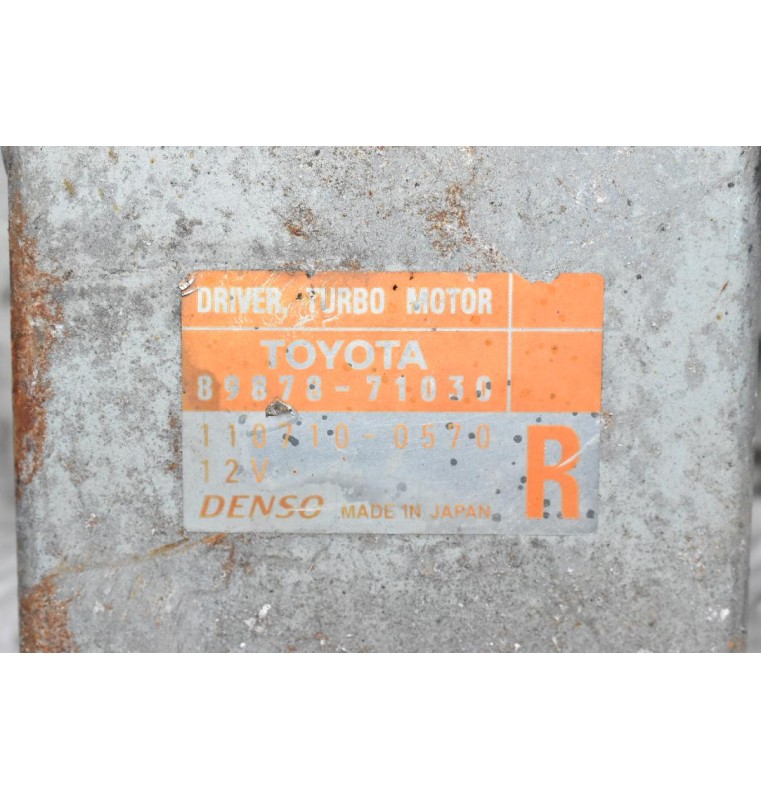 DRIVER, TURBO MOTOR
TOYOTA
89878-71030
110710-0570
12V
R
DENSO MADE IN JAPAN